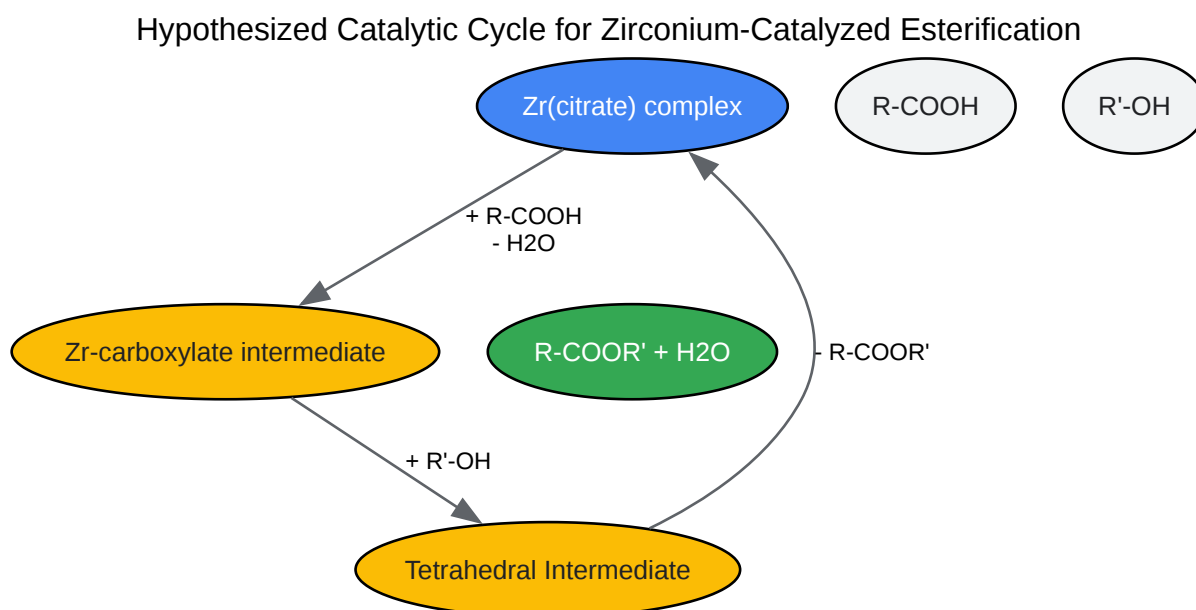 Hypothesized Catalytic Cycle for Zirconium-Catalyzed Esterification
Zr(citrate) complex
R-COOH
R'-OH
+ R-COOH
- H2O
Zr-carboxylate intermediate
R-COOR' + H2O
- R-COOR'
+ R'-OH
Tetrahedral Intermediate